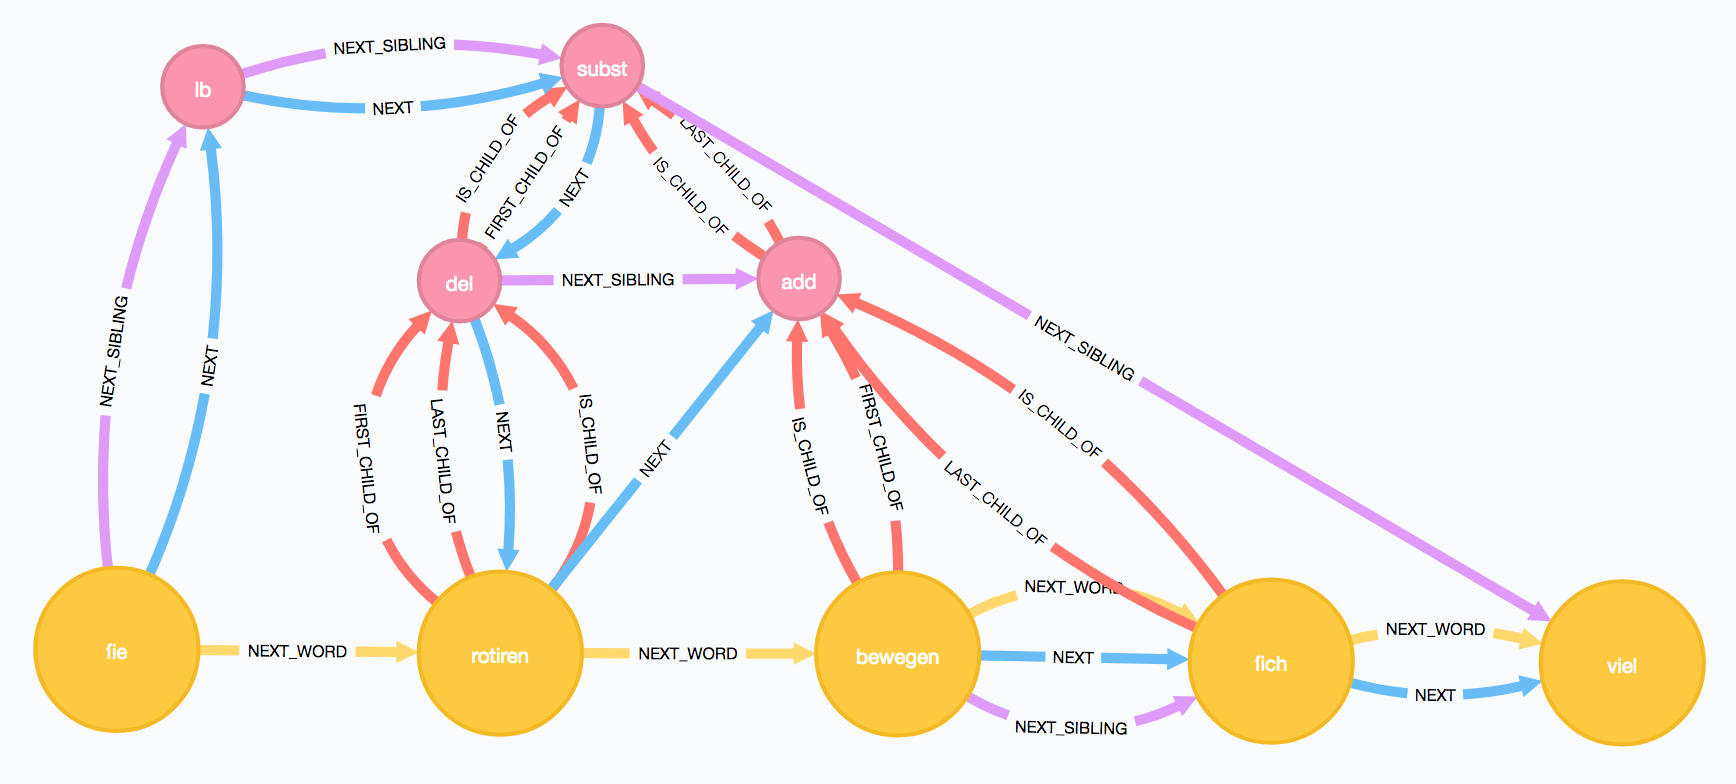 NEXT_SIBLING
subst
lb
NEXT
IS_CHILD_OF
FIRST_CHILD_OF
NEXT
IS_CHILD_OF
LAST_CHILD_OF
del
NEXT_SIBLING
add
NEXT_SIBLING
NEXT_SIBLING
NEXT
FIRST_CHILD_OF
LAST_CHILD_OF
NEXT
IS_CHILD_OF
NEXT
IS_CHILD_OF
FIRST_CHILD_OF
LAST_CHILD_OF
IS_CHILD_OF
fie
NEXT_WORD
rotiren
NEXT_WORD
bewegen
NEXT_WORD
NEXT
NEXT_SIBLING
fich
NEXT_WORD
NEXT
viel